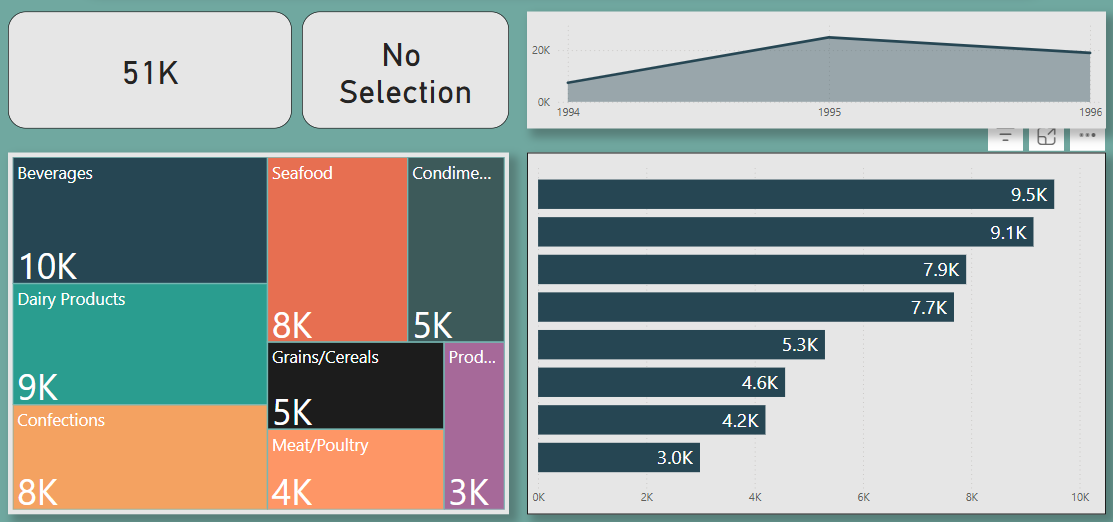 51K
No
Selection
20K
0K
1994
1995
1996
Beverages
10K
Dairy Products
9K
Confections
8K
Seafood
8K
Condime...
5K
Grains/Cereals
5K
Meat/Poultry
4K
Prod...
3K
9.5K
9.1K
7.9K
7.7K
5.3K
4.6K
4.2K
3.0K
0K 2K 4K 6K 8K 10K